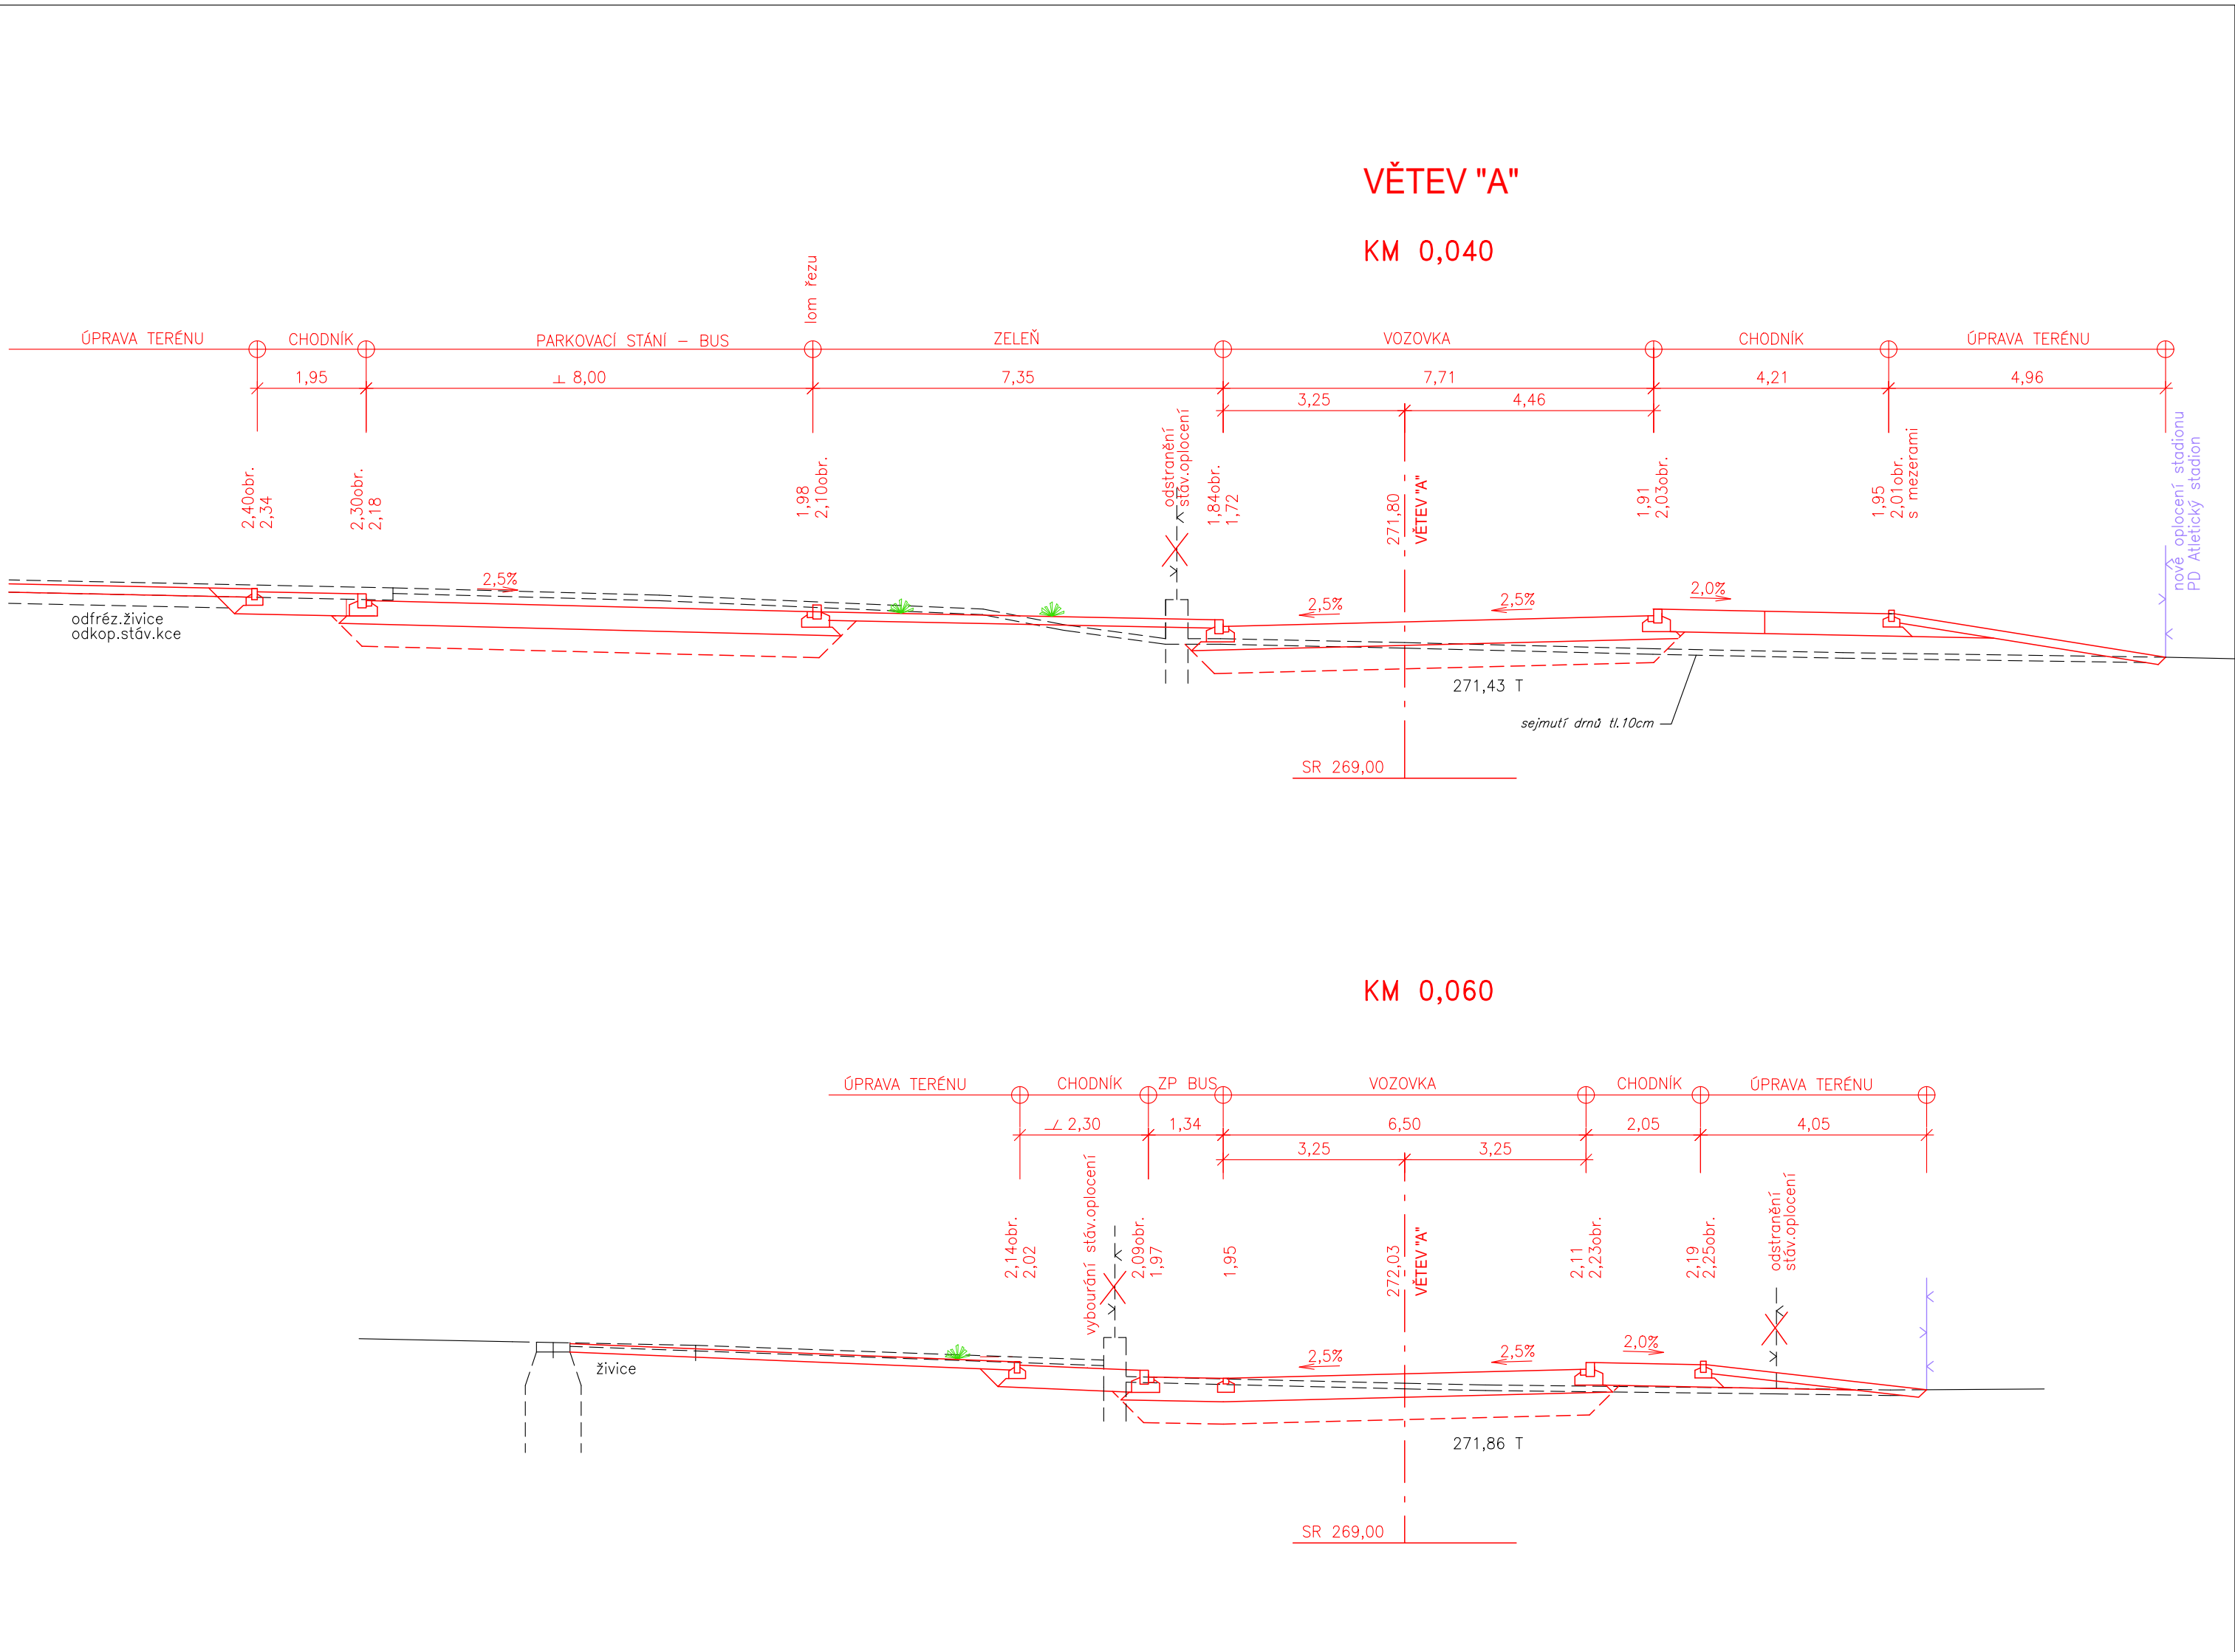 VĚTEV "A"
KM 0,040
lom řezu
ÚPRAVA TERÉNU
CHODNÍK
PARKOVACÍ STÁNÍ – BUS
ZELEŇ
VOZOVKA
CHODNÍK
ÚPRAVA TERÉNU
1,95
⊥ 8,00
7,35
7,71
4,21
4,96
3,25
4,46
2,40obr.
2,34
2,30obr.
2,18
1,98
2,10obr.
odstranění
stáv.oplocení
1,84obr.
1,72
271,80
VĚTEV "A"
1,91
2,03obr.
1,95
2,01obr.
s mezerami
nové oplocení stadionu
PD Atletický stadion
2,5%
2,5%
2,5%
2,0%
odfréz.živice
odkop.stáv.kce
271,43 T
sejmutí drnů tl.10cm
SR 269,00
KM 0,060
ÚPRAVA TERÉNU
CHODNÍK
ZP BUS
VOZOVKA
CHODNÍK
ÚPRAVA TERÉNU
2,30
1,34
6,50
2,05
4,05
3,25
3,25
2,14obr.
2,02
vybourání stáv.oplocení
2,09obr.
1,97
1,95
272,03
VĚTEV "A"
2,11
2,23obr.
2,19
2,25obr.
odstranění
stáv.oplocení
2,5%
2,5%
2,0%
živice
271,86 T
SR 269,00